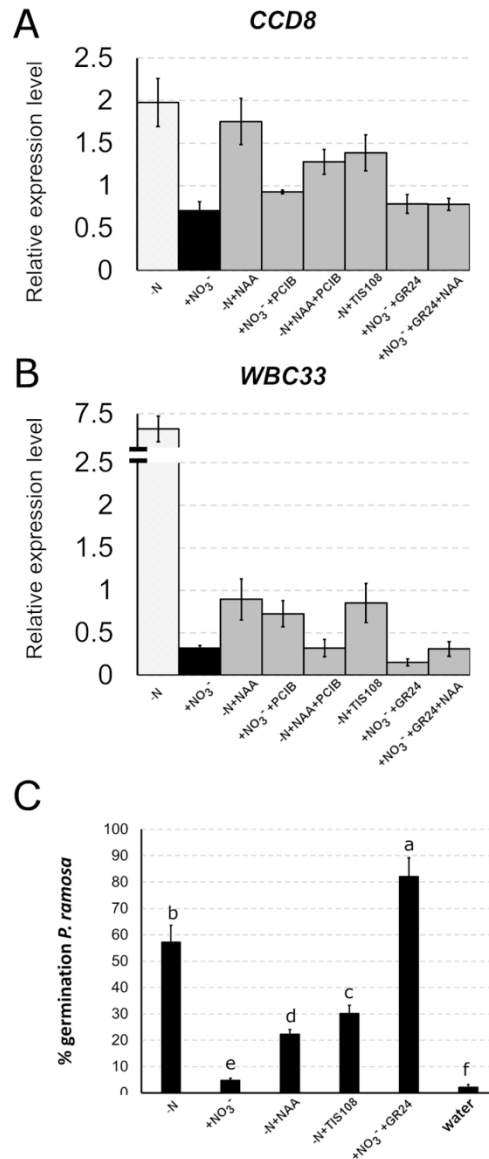 A
CCD8
Relative expression level
2.5
2
1.5
1
0.5
0
-N
+NO₃⁻
-N+NAA
+NO₃⁻ +PCIB
-N+NAA+PCIB
-N+TIS108
+NO₃⁻ +GR24
+NO₃⁻ +GR24+NAA
B
WBC33
Relative expression level
7.5
2.5
2
1.5
1
0.5
0
-N
+NO₃⁻
-N+NAA
+NO₃⁻ +PCIB
-N+NAA+PCIB
-N+TIS108
+NO₃⁻ +GR24
+NO₃⁻ +GR24+NAA
C
% germination P. ramosa
100
90
80
70
60
50
40
30
20
10
0
b
e
d
c
a
f
-N
+NO₃⁻
-N+NAA
-N+TIS108
+NO₃⁻ +GR24
water